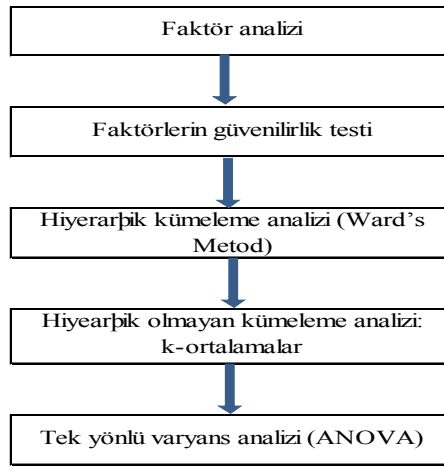 Faktör analizi
Faktörlerin güvenilirlik testi
Hiyerarþik kümeleme analizi (Ward's
Metod)
Hiyearþik olmayan kümeleme analizi:
k-ortalamalar
Tek yönlü varyans analizi (ANOVA)